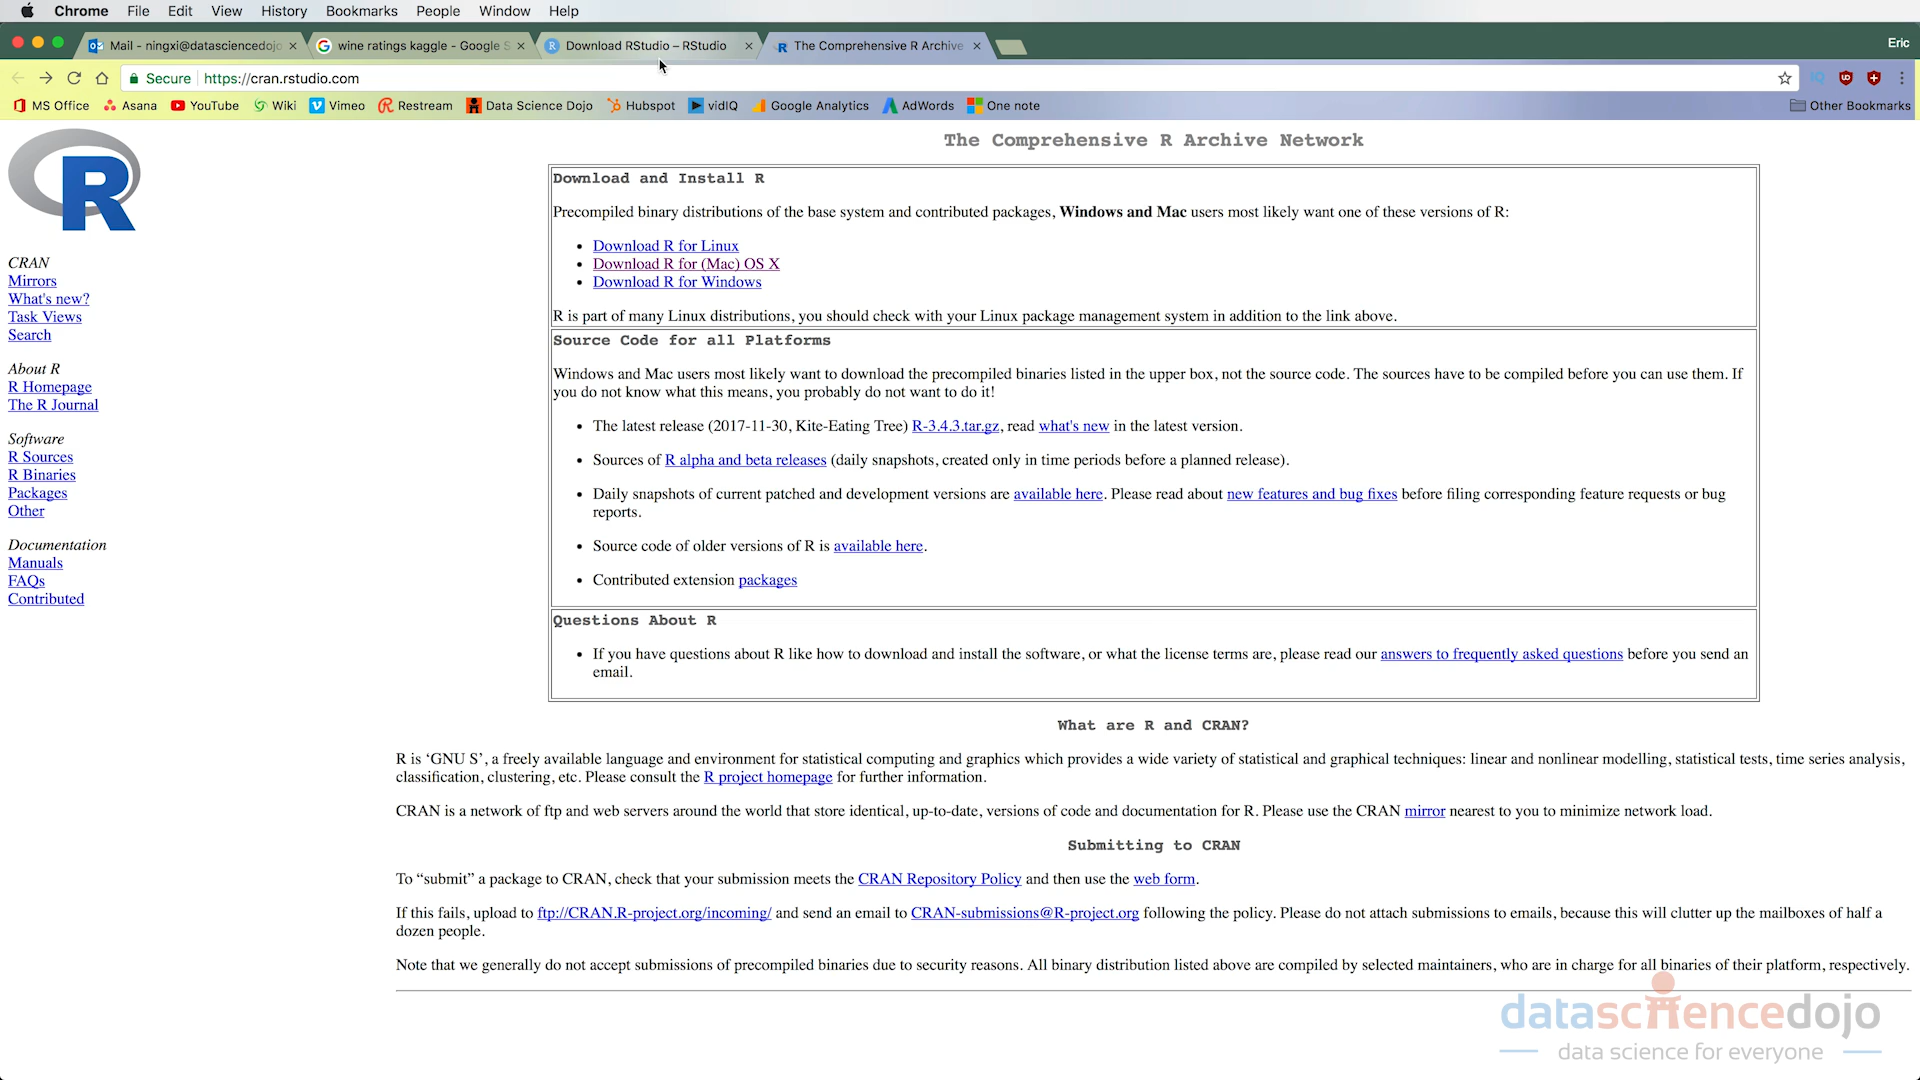 Chrome File Edit View History Bookmarks People Window Help
Mail - ningxi@datasciencedojo
wine ratings kaggle - Google S
Download RStudio – RStudio
The Comprehensive R Archive
Eric
Secure https://cran.rstudio.com
MS Office Asana YouTube Wiki Vimeo Restream Data Science Dojo Hubspot vidIQ Google Analytics AdWords One note Other Bookmarks
R
CRAN
Mirrors
What's new?
Task Views
Search
About R
R Homepage
The R Journal
Software
R Sources
R Binaries
Packages
Other
Documentation
Manuals
FAQs
Contributed
The Comprehensive R Archive Network
Download and Install R
Precompiled binary distributions of the base system and contributed packages, Windows and Mac users most likely want one of these versions of R:
• Download R for Linux
• Download R for (Mac) OS X
• Download R for Windows
R is part of many Linux distributions, you should check with your Linux package management system in addition to the link above.
Source Code for all Platforms
Windows and Mac users most likely want to download the precompiled binaries listed in the upper box, not the source code. The sources have to be compiled before you can use them. If
you do not know what this means, you probably do not want to do it!
• The latest release (2017-11-30, Kite-Eating Tree) R-3.4.3.tar.gz, read what's new in the latest version.
• Sources of R alpha and beta releases (daily snapshots, created only in time periods before a planned release).
• Daily snapshots of current patched and development versions are available here. Please read about new features and bug fixes before filing corresponding feature requests or bug
reports.
• Source code of older versions of R is available here.
• Contributed extension packages
Questions About R
• If you have questions about R like how to download and install the software, or what the license terms are, please read our answers to frequently asked questions before you send an
email.
What are R and CRAN?
R is ‘GNU S’, a freely available language and environment for statistical computing and graphics which provides a wide variety of statistical and graphical techniques: linear and nonlinear modelling, statistical tests, time series analysis,
classification, clustering, etc. Please consult the R project homepage for further information.
CRAN is a network of ftp and web servers around the world that store identical, up-to-date, versions of code and documentation for R. Please use the CRAN mirror nearest to you to minimize network load.
Submitting to CRAN
To “submit” a package to CRAN, check that your submission meets the CRAN Repository Policy and then use the web form.
If this fails, upload to ftp://CRAN.R-project.org/incoming/ and send an email to CRAN-submissions@R-project.org following the policy. Please do not attach submissions to emails, because this will clutter up the mailboxes of half a
dozen people.
Note that we generally do not accept submissions of precompiled binaries due to security reasons. All binary distribution listed above are compiled by selected maintainers, who are in charge for all binaries of their platform, respectively.
datasciencedojo
data science for everyone